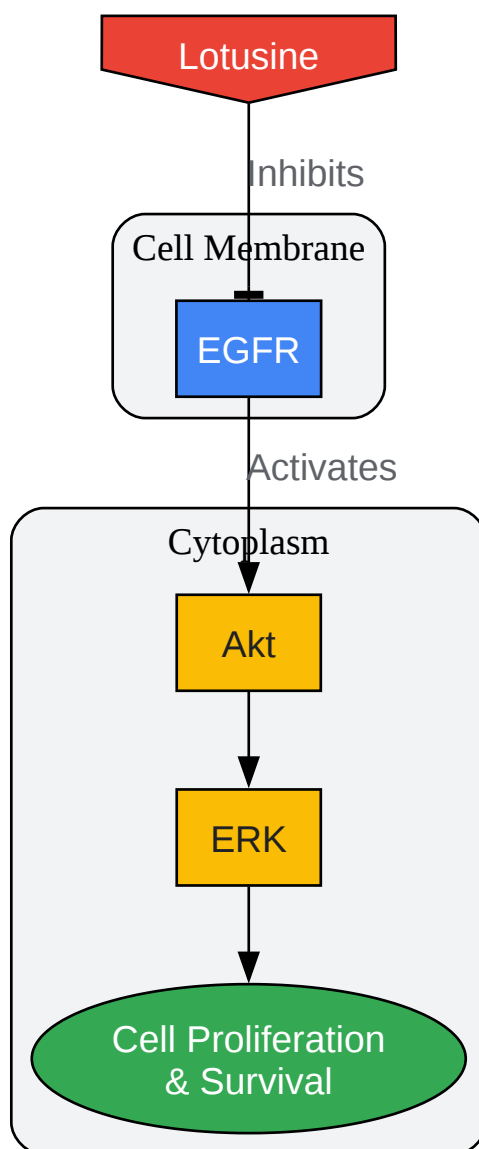 Lotusine
Inhibits
Cell Membrane
EGFR
Activates
Cytoplasm
Akt
ERK
Cell Proliferation
& Survival